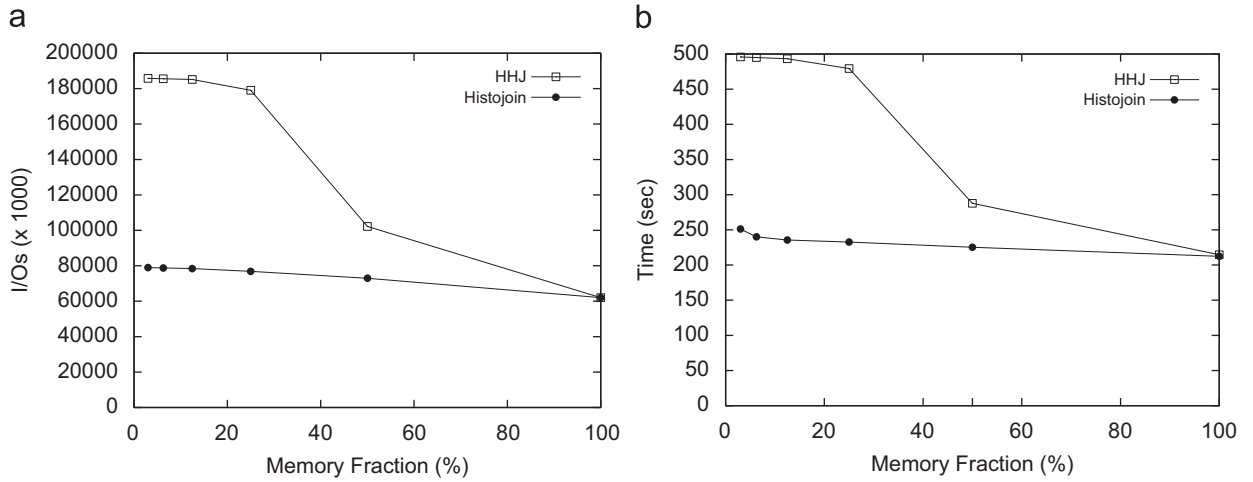 a
200000
180000
160000
140000
120000
100000
80000
60000
40000
20000
0
I/Os (x 1000)
HHJ
Histojoin
0 20 40 60 80 100
Memory Fraction (%)
b
500
450
400
350
300
250
200
150
100
50
0
Time (sec)
HHJ
Histojoin
0 20 40 60 80 100
Memory Fraction (%)